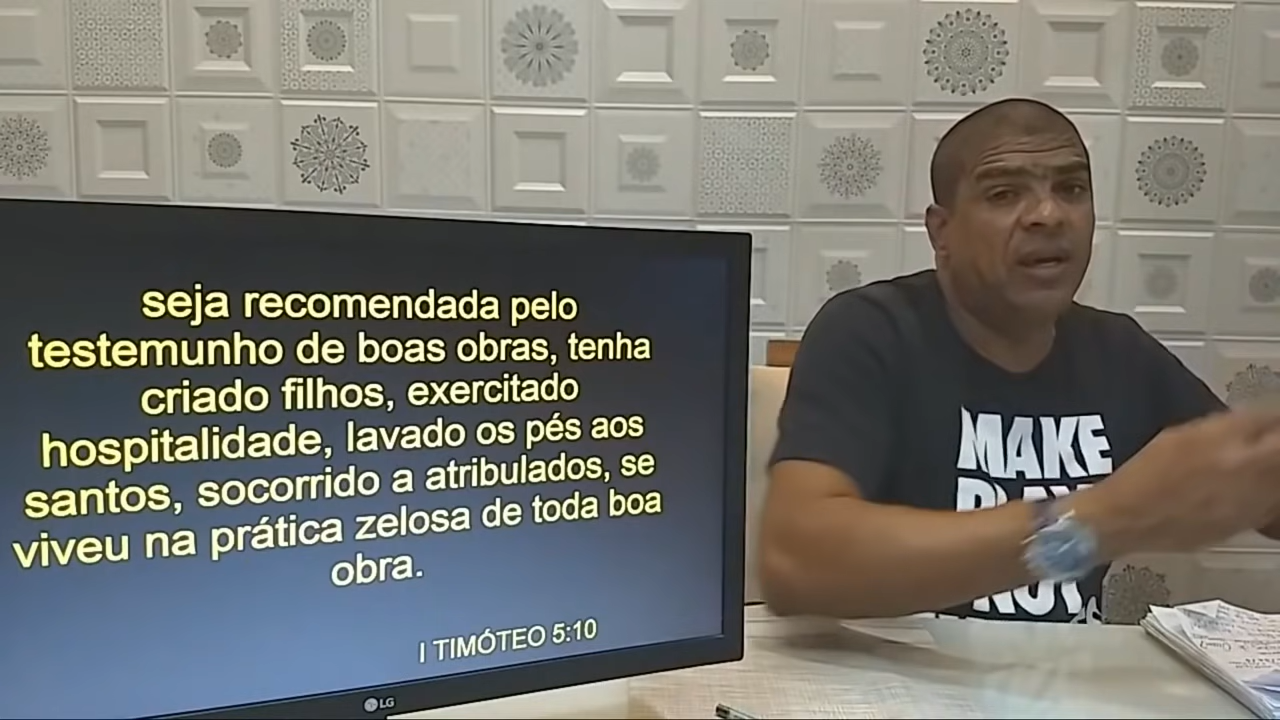 seja recomendada pelo
testemunho de boas obras, tenha
criado filhos, exercitado
hospitalidade, lavado os pés aos
santos, socorrido a atribulados, se
viveu na prática zelosa de toda boa
obra.
I TIMÓTEO 5:10
LG
MAKE
NOT